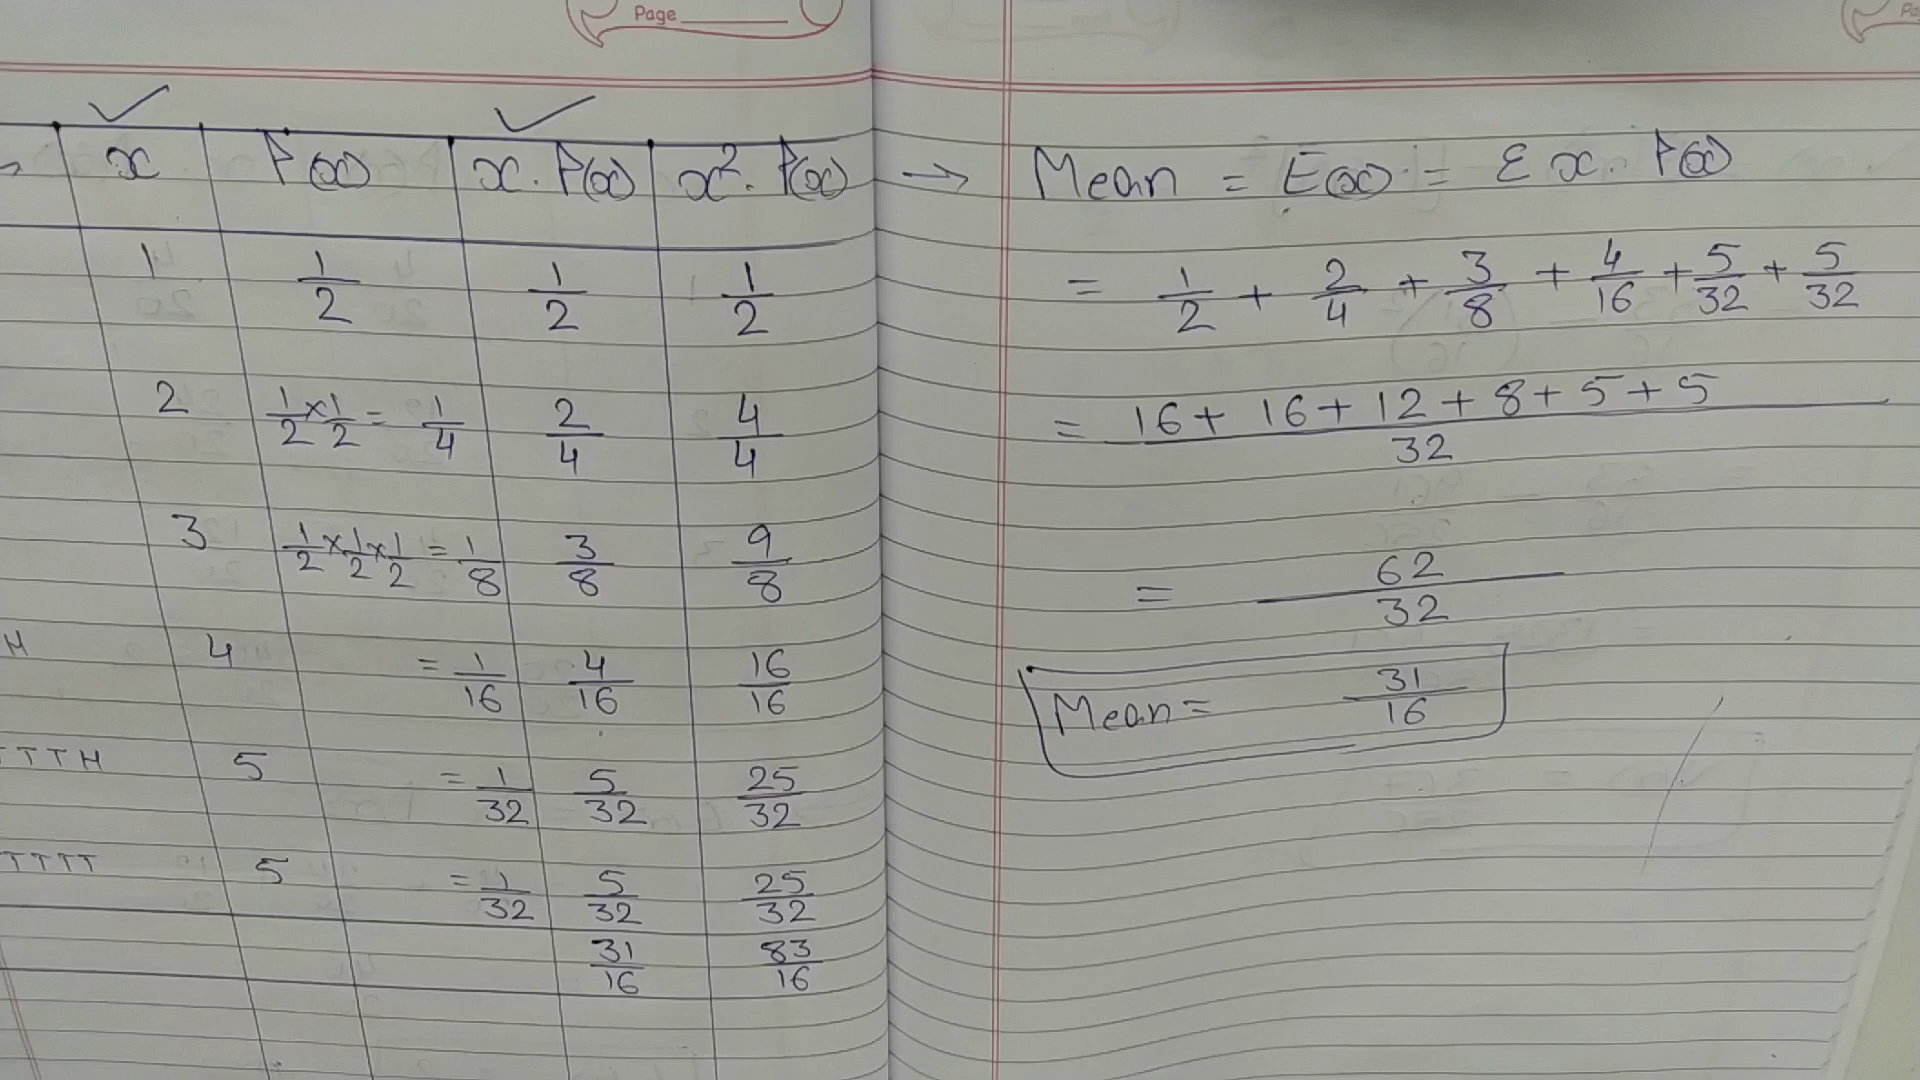 Page
x P(x) x. P(x) x². P(x)
1 1/2 1/2 1/2
2 1/2 × 1/2 = 1/4 2/4 4/4
3 1/2 × 1/2 × 1/2 = 1/8 3/8 9/8
H 4 = 1/16 4/16 16/16
TTTH 5 = 1/32 5/32 25/32
TTTT 5 = 1/32 5/32 25/32
31/16 83/16
→ Mean = E(x) = Σ x. P(x)
= 1/2 + 2/4 + 3/8 + 4/16 + 5/32 + 5/32
= 16 + 16 + 12 + 8 + 5 + 5 / 32
= 62/32
Mean = 31/16